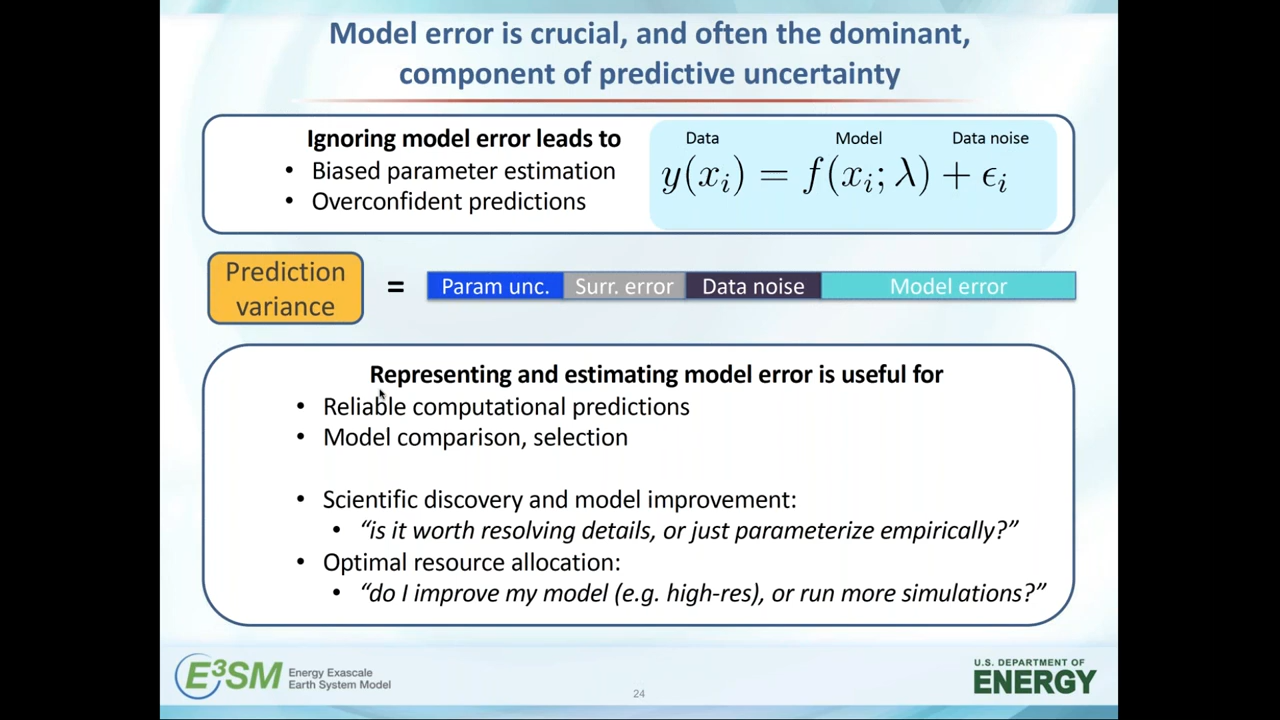 Model error is crucial, and often the dominant,
component of predictive uncertainty
Ignoring model error leads to
• Biased parameter estimation
• Overconfident predictions
Data Model Data noise
y(xᵢ) = f(xᵢ; λ) + ϵᵢ
Prediction
variance
= Param unc. Surr. error Data noise Model error
Representing and estimating model error is useful for
• Reliable computational predictions
• Model comparison, selection
• Scientific discovery and model improvement:
• “is it worth resolving details, or just parameterize empirically?”
• Optimal resource allocation:
• “do I improve my model (e.g. high-res), or run more simulations?”
E³SM Energy Exascale
Earth System Model
24
U.S. DEPARTMENT OF
ENERGY